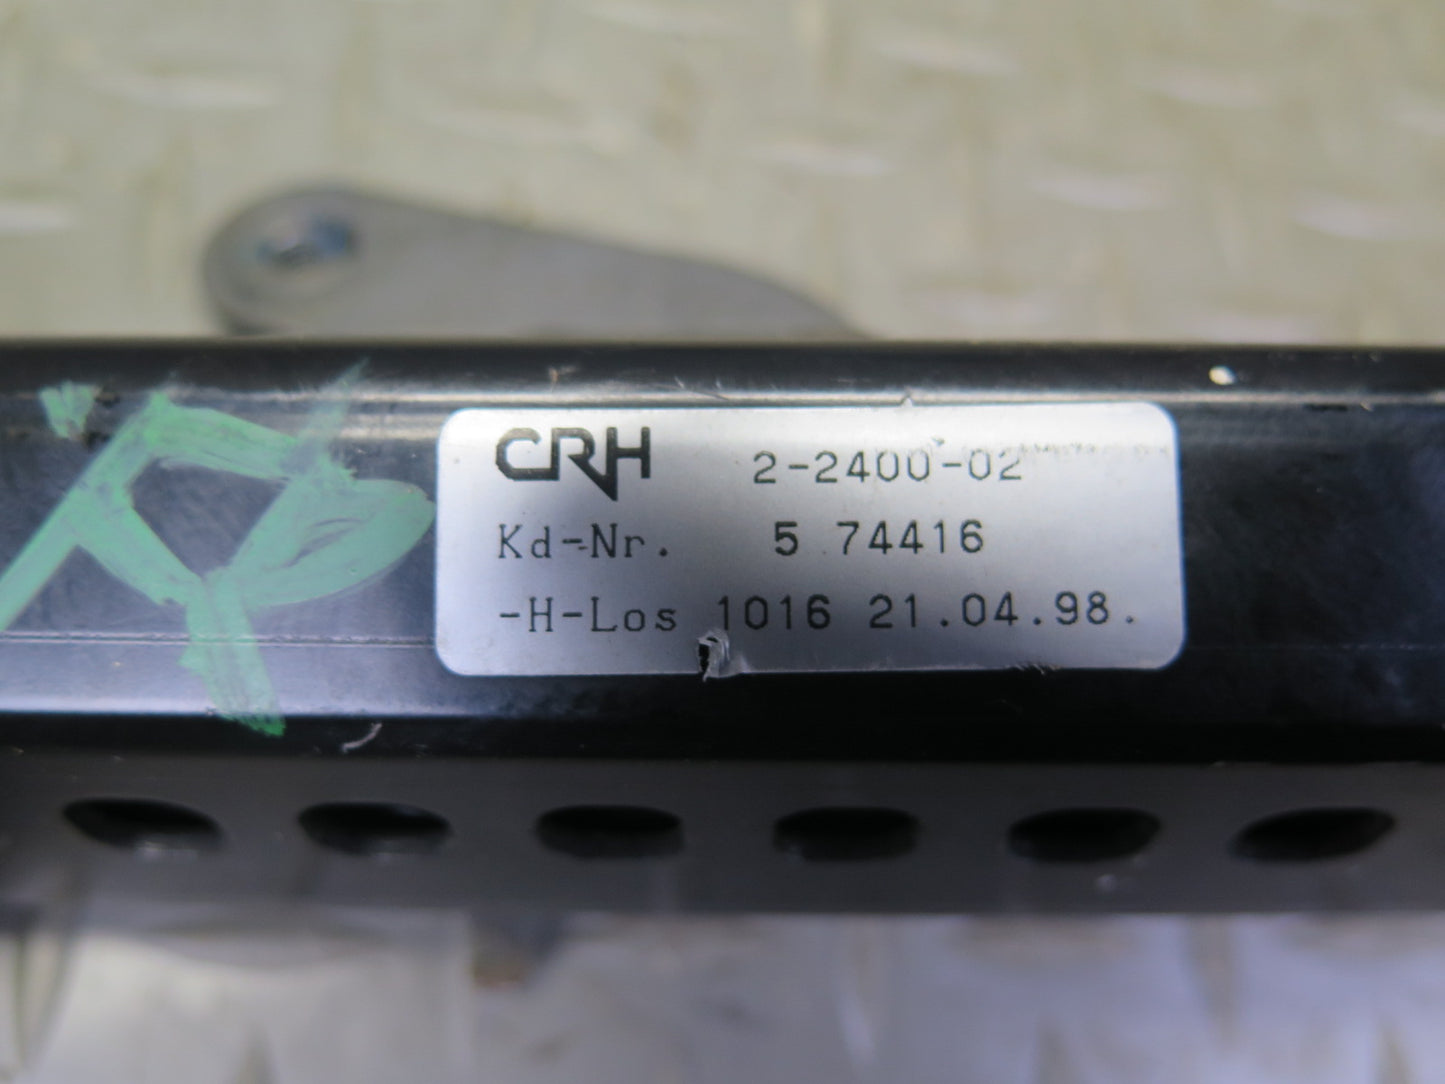 CRH 2-2400-02
Kd-Nr. 5 74416
-H-Los 1016 21.04.98.